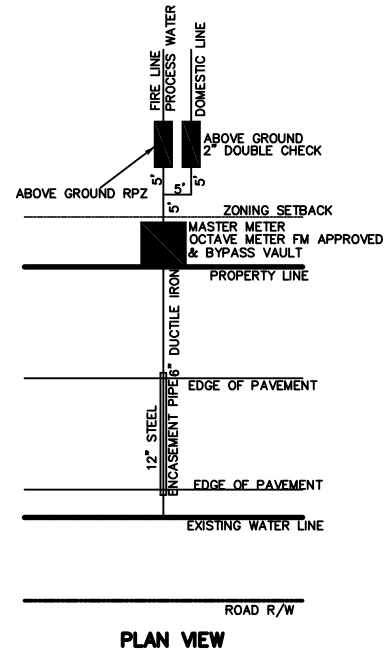 FIRE LINE
PROCESS WATER
DOMESTIC LINE
ABOVE GROUND
2" DOUBLE CHECK
5'
5'
5'
ABOVE GROUND RPZ
5'
ZONING SETBACK
MASTER METER
OCTAVE METER FM APPROVED
& BYPASS VAULT
PROPERTY LINE
6" DUCTILE IRON
EDGE OF PAVEMENT
12" STEEL
ENCASEMENT PIPE
EDGE OF PAVEMENT
EXISTING WATER LINE
ROAD R/W
PLAN VIEW